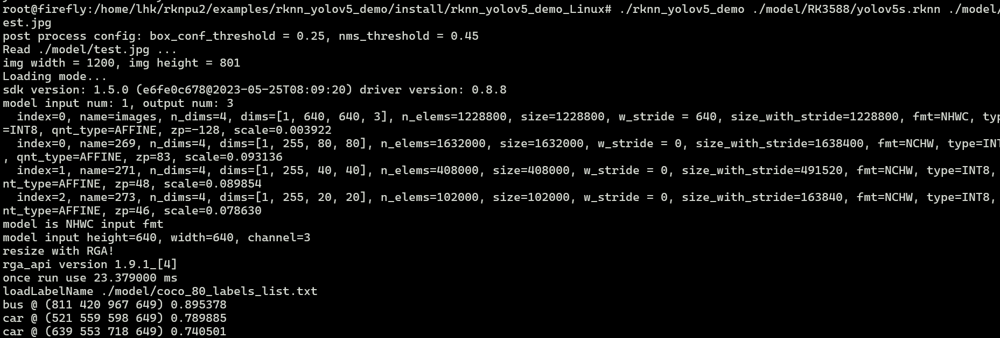 root@firefly:/home/lhk/rknpu2/examples/rknn_yolov5_demo/install/rknn_yolov5_demo_Linux# ./rknn_yolov5_demo ./model/RK3588/yolov5s.rknn ./model/
est.jpg
post process config: box_conf_threshold = 0.25, nms_threshold = 0.45
Read ./model/test.jpg ...
img width = 1200, img height = 801
Loading mode...
sdk version: 1.5.0 (e6fe0c678@2023-05-25T08:09:20) driver version: 0.8.8
model input num: 1, output num: 3
  index=0, name=images, n_dims=4, dims=[1, 640, 640, 3], n_elems=1228800, size=1228800, w_stride = 640, size_with_stride=1228800, fmt=NHWC, typ
=INT8, qnt_type=AFFINE, zp=-128, scale=0.003922
  index=0, name=269, n_dims=4, dims=[1, 255, 80, 80], n_elems=1632000, size=1632000, w_stride = 0, size_with_stride=1638400, fmt=NCHW, type=INT
, qnt_type=AFFINE, zp=83, scale=0.093136
  index=1, name=271, n_dims=4, dims=[1, 255, 40, 40], n_elems=408000, size=408000, w_stride = 0, size_with_stride=491520, fmt=NCHW, type=INT8,
nt_type=AFFINE, zp=48, scale=0.089854
  index=2, name=273, n_dims=4, dims=[1, 255, 20, 20], n_elems=102000, size=102000, w_stride = 0, size_with_stride=163840, fmt=NCHW, type=INT8,
nt_type=AFFINE, zp=46, scale=0.078630
model is NHWC input fmt
model input height=640, width=640, channel=3
resize with RGA!
rga_api version 1.9.1_[4]
once run use 23.379000 ms
loadLabelName ./model/coco_80_labels_list.txt
bus @ (811 420 967 649) 0.895378
car @ (521 559 598 649) 0.789885
car @ (639 553 718 649) 0.740501